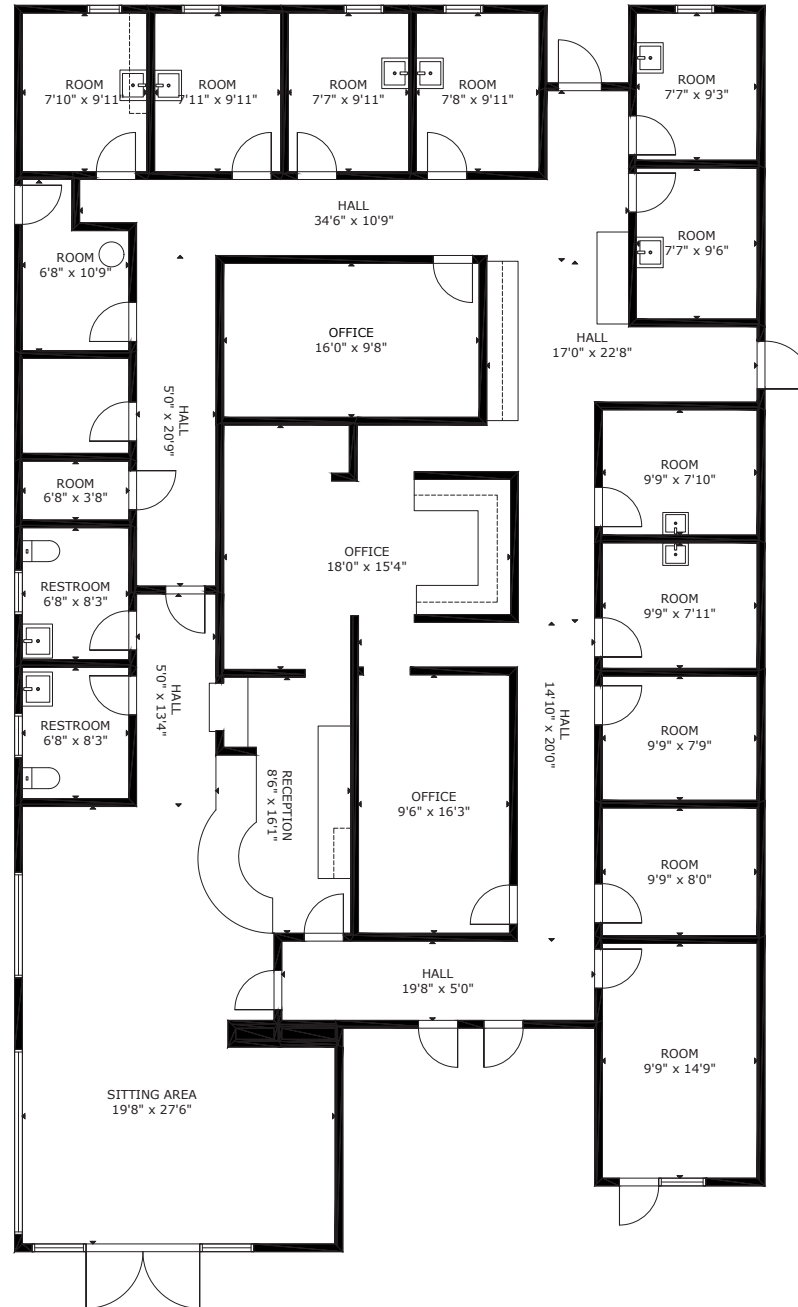 ROOM
7'10" x 9'11"
ROOM
7'11" x 9'11"
ROOM
7'7" x 9'11"
ROOM
7'8" x 9'11"
ROOM
7'7" x 9'3"
HALL
34'6" x 10'9"
ROOM
7'7" x 9'6"
ROOM
6'8" x 10'9"
OFFICE
16'0" x 9'8"
HALL
17'0" x 22'8"
HALL
5'0" x 20'9"
ROOM
9'9" x 7'10"
ROOM
6'8" x 3'8"
OFFICE
18'0" x 15'4"
RESTROOM
6'8" x 8'3"
ROOM
9'9" x 7'11"
HALL
5'0" x 13'4"
HALL
14'10" x 20'0"
RESTROOM
6'8" x 8'3"
ROOM
9'9" x 7'9"
RECEPTION
8'6" x 16'1"
OFFICE
9'6" x 16'3"
ROOM
9'9" x 8'0"
HALL
19'8" x 5'0"
ROOM
9'9" x 14'9"
SITTING AREA
19'8" x 27'6"